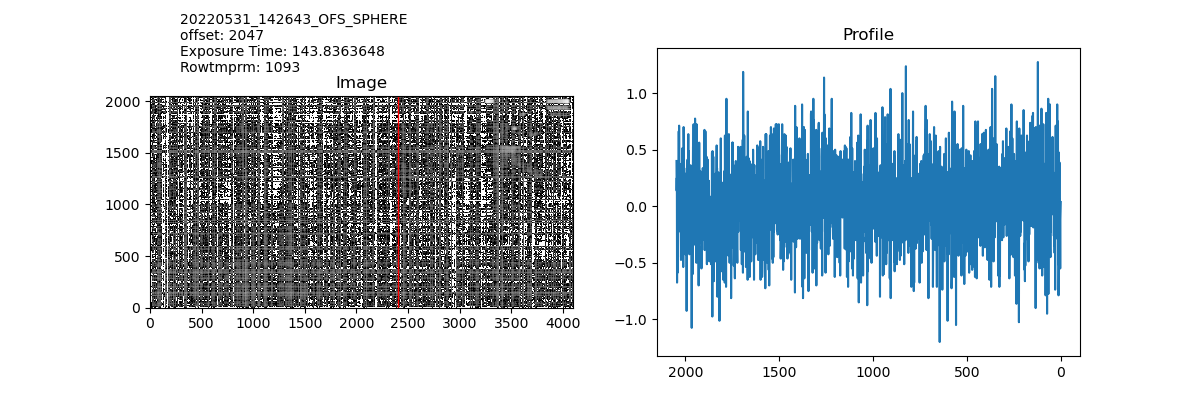 20220531_142643_OFS_SPHERE
offset: 2047
Exposure Time: 143.8363648
Rowtmprm: 1093
Image
Profile
2000
1500
1000
500
0
0 500 1000 1500 2000 2500 3000 3500 4000
1.0
0.5
0.0
−0.5
−1.0
2000 1500 1000 500 0